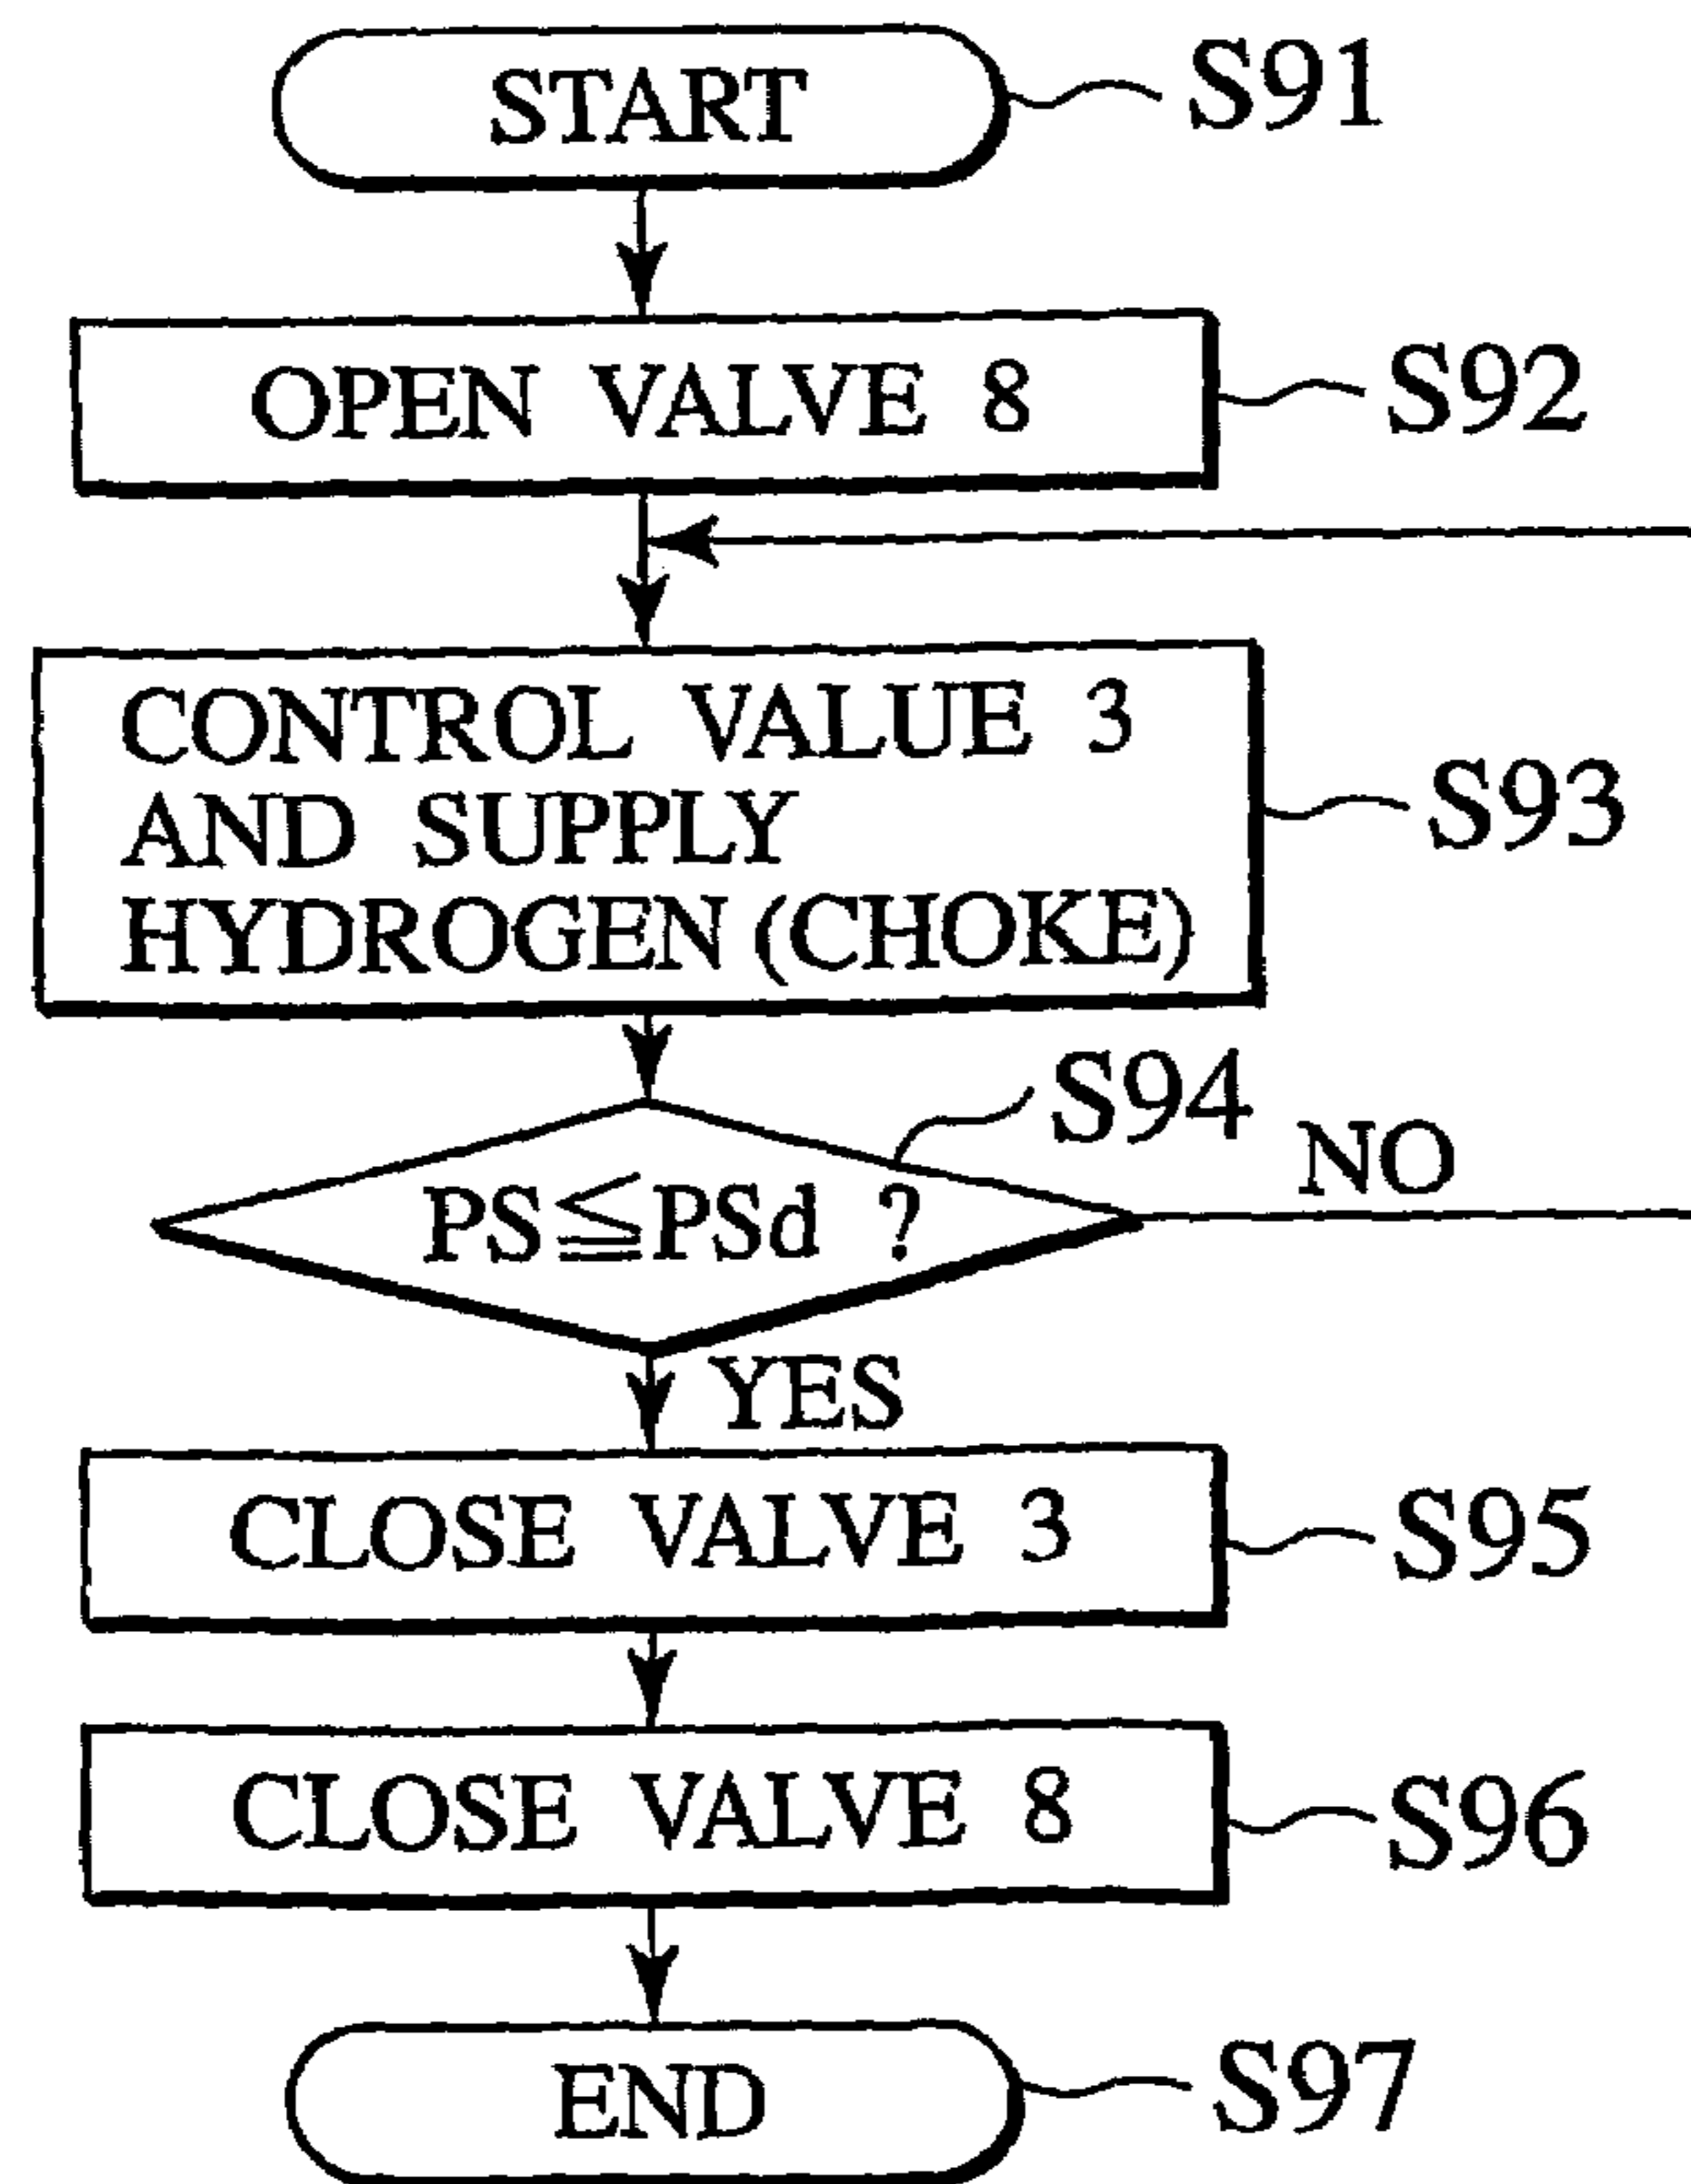 START S91
OPEN VALVE 8 S92
CONTROL VALUE 3
AND SUPPLY
HYDROGEN (CHOKE)
S93
S94
PS≦PSd ?
NO
YES
CLOSE VALVE 3 S95
CLOSE VALVE 8 S96
END S97